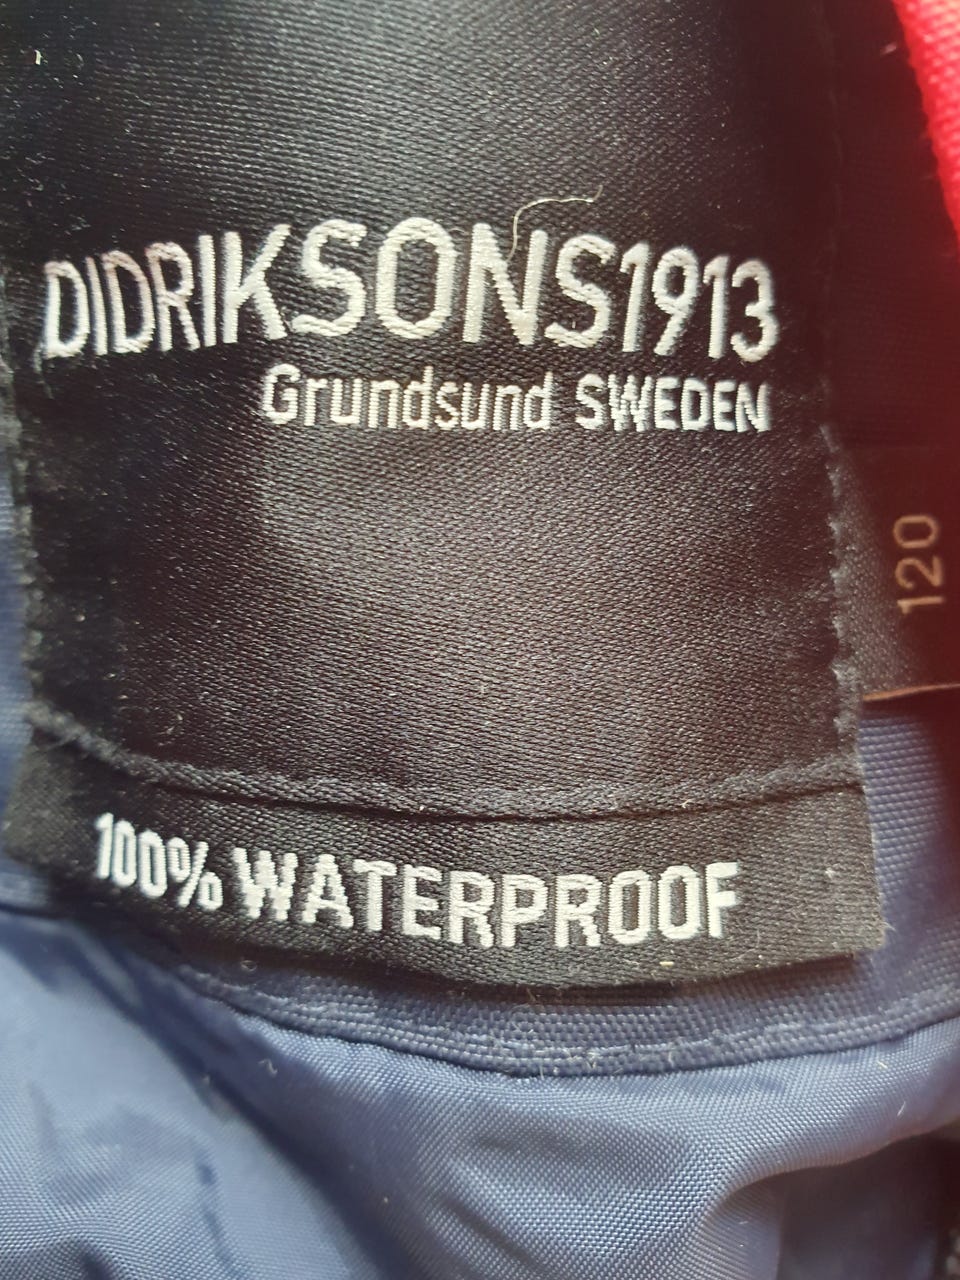 DIDRIKSONS1913
Grundsund SWEDEN
120
100% WATERPROOF